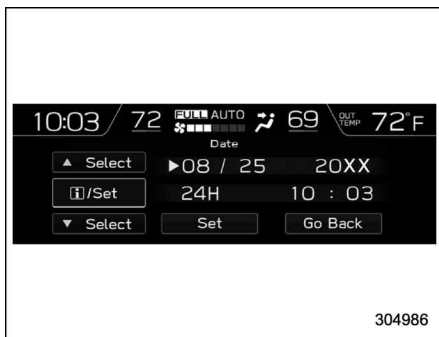 10:03 72 FULL AUTO 69 OUT TEMP 72°F
Date
▲ Select ▶08 / 25 20XX
i/Set 24H 10 : 03
▼ Select Set Go Back
304986